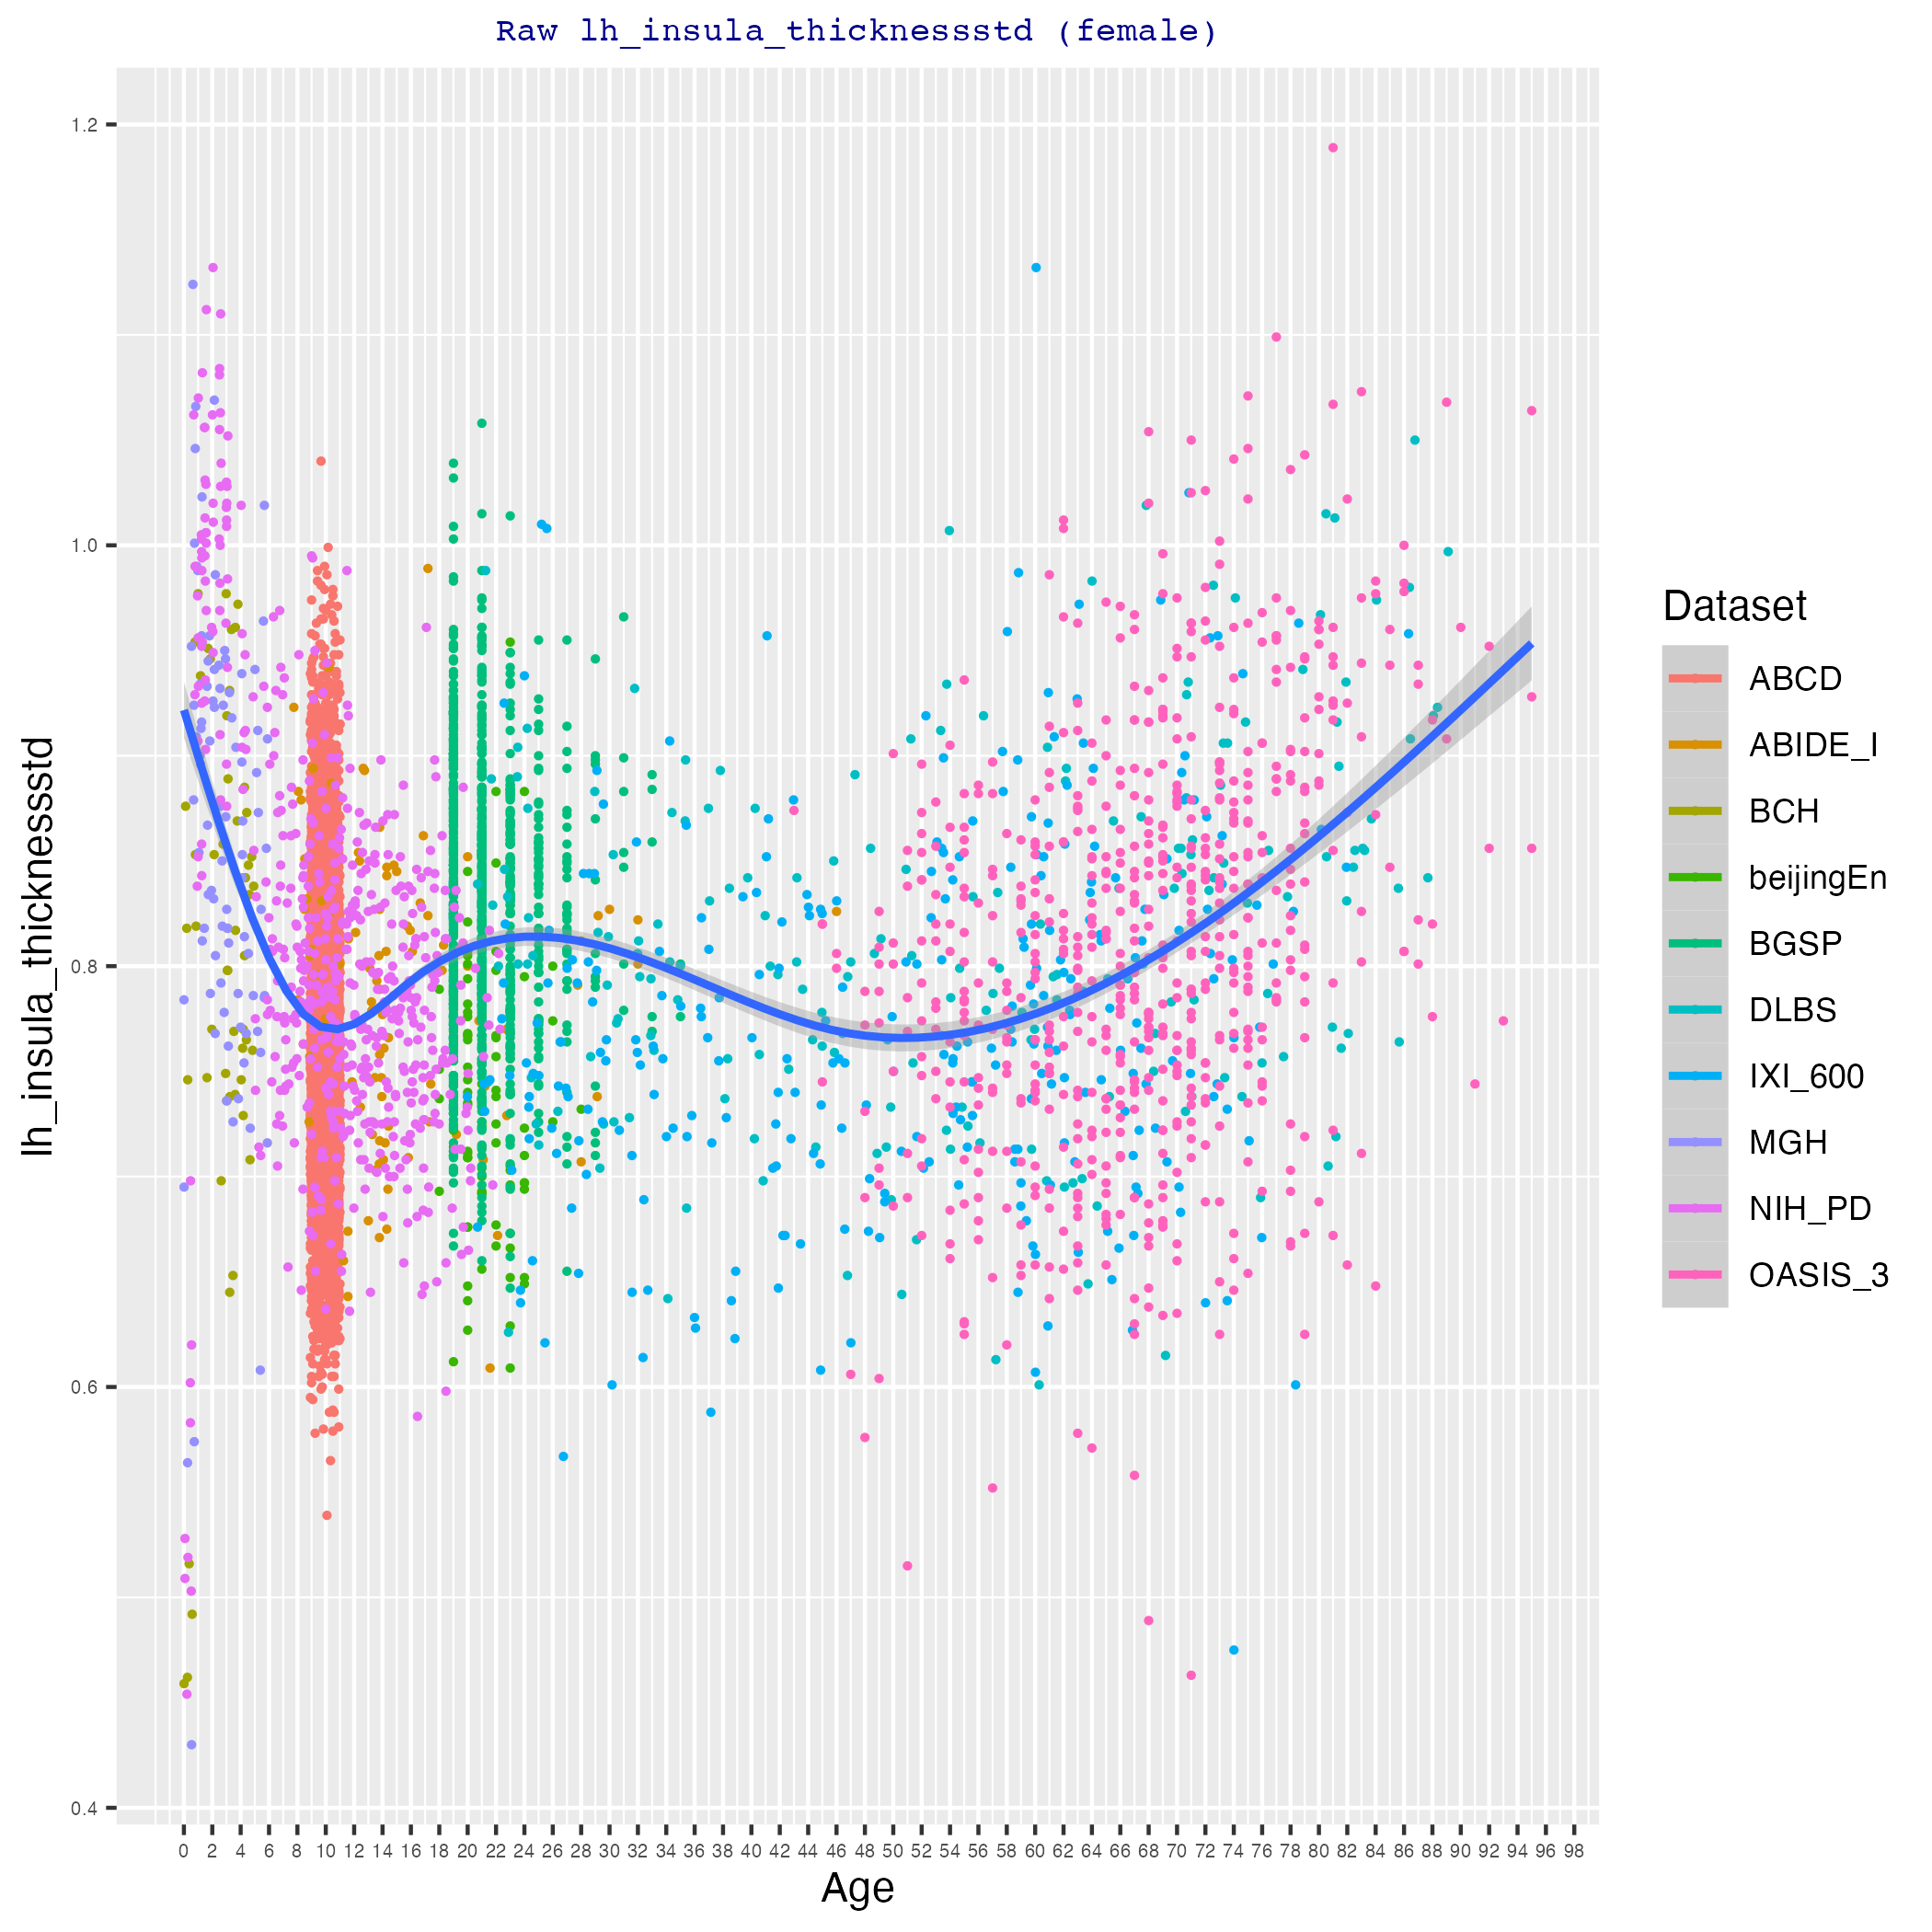 Raw lh_insula_thicknessstd (female)
lh_insula_thicknessstd
1.2
1.0
0.8
0.6
0.4
0 2 4 6 8 10 12 14 16 18 20 22 24 26 28 30 32 34 36 38 40 42 44 46 48 50 52 54 56 58 60 62 64 66 68 70 72 74 76 78 80 82 84 86 88 90 92 94 96 98
Age
Dataset
ABCD
ABIDE_I
BCH
beijingEn
BGSP
DLBS
IXI_600
MGH
NIH_PD
OASIS_3